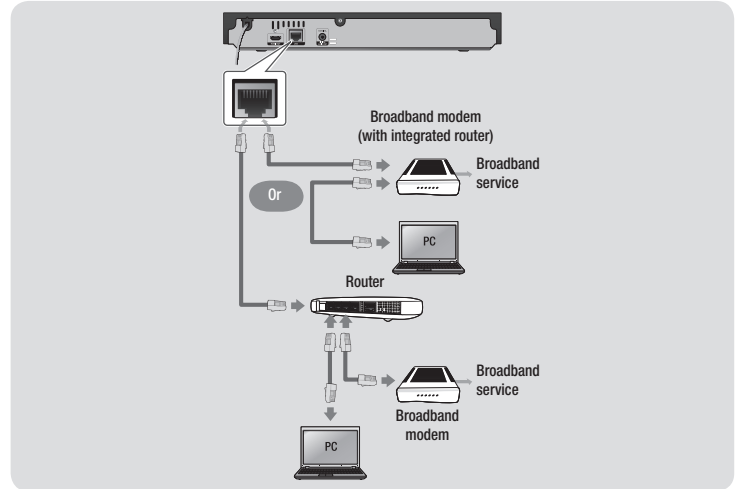 Broadband modem
(with integrated router)
Broadband
service
Or
PC
Router
Broadband
service
Broadband
modem
PC